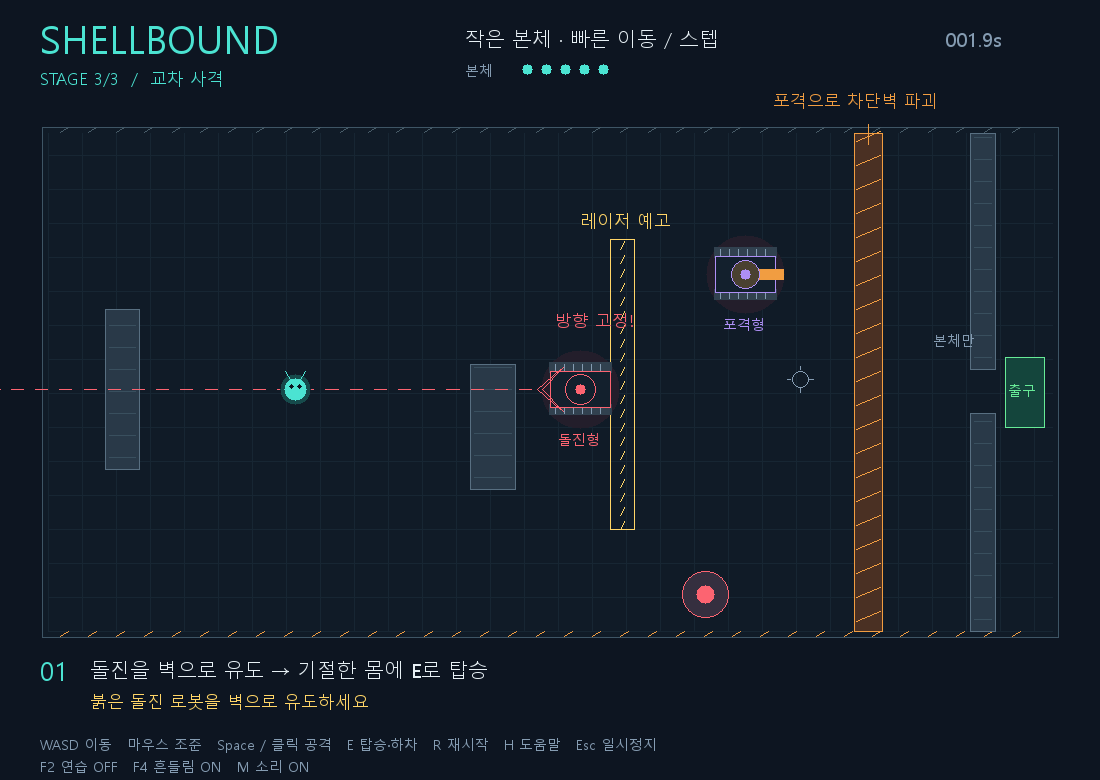 SHELLBOUND
작은 본체 · 빠른 이동 / 스텝
001.9s
STAGE 3/3 / 교차 사격
본체
포격으로 차단벽 파괴
레이저 예고
방향 고정!
포격형
본체만
출구
돌진형
01 돌진을 벽으로 유도 → 기절한 몸에 E로 탑승
붉은 돌진 로봇을 벽으로 유도하세요
WASD 이동 마우스 조준 Space / 클릭 공격 E 탑승·하차 R 재시작 H 도움말 Esc 일시정지
F2 연습 OFF F4 흔들림 ON M 소리 ON